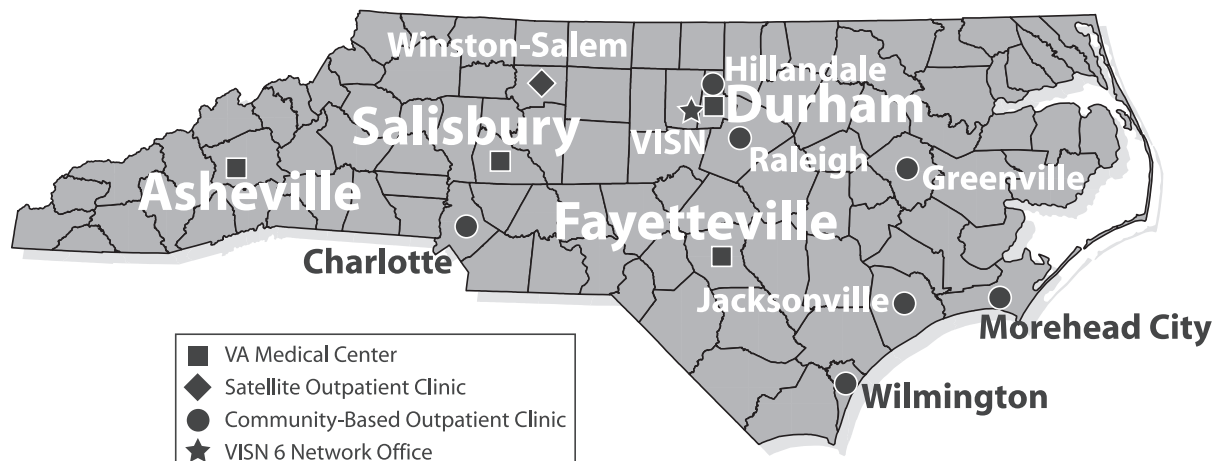 Winston-Salem
Hillandale
Durham
Salisbury
VISN
Raleigh
Greenville
Asheville
Fayetteville
Charlotte
Jacksonville
Morehead City
Wilmington
VA Medical Center
Satellite Outpatient Clinic
Community-Based Outpatient Clinic
VISN 6 Network Office